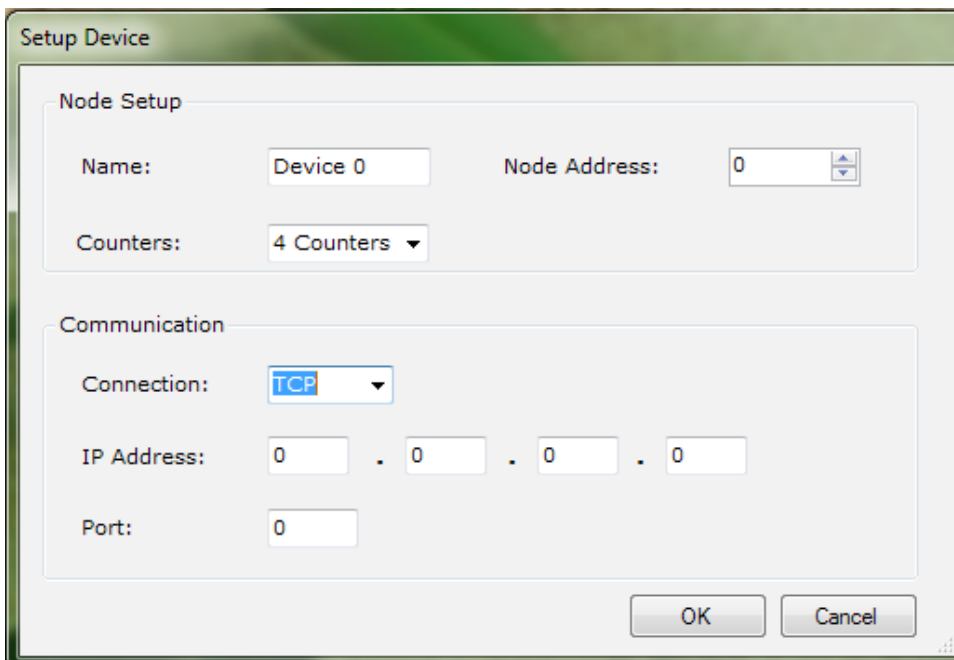 Setup Device
Node Setup
Name: Device 0 Node Address: 0
Counters: 4 Counters
Communication
Connection: TCP
IP Address: 0 . 0 . 0 . 0
Port: 0
OK Cancel